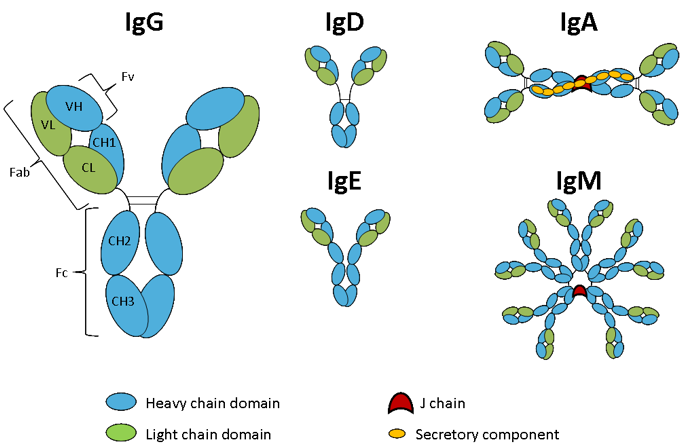 IgG
IgD
IgA
Fv
VH
VL
CH1
CL
Fab
IgE
IgM
CH2
Fc
CH3
Heavy chain domain
J chain
Light chain domain
Secretory component